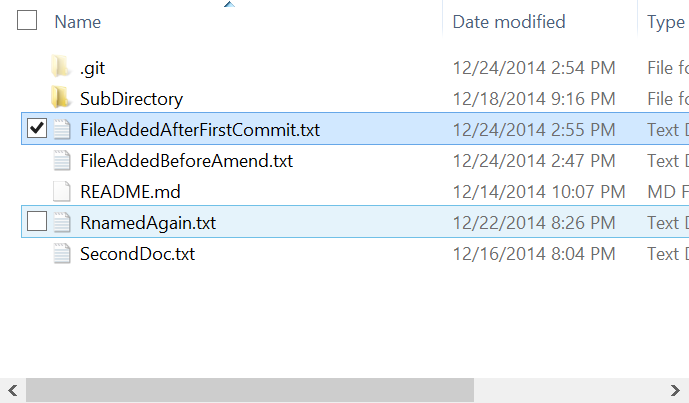 Name Date modified Type
.git 12/24/2014 2:54 PM File fo
SubDirectory 12/18/2014 9:16 PM File fo
FileAddedAfterFirstCommit.txt 12/24/2014 2:55 PM Text D
FileAddedBeforeAmend.txt 12/24/2014 2:47 PM Text D
README.md 12/14/2014 10:07 PM MD F
RnamedAgain.txt 12/22/2014 8:26 PM Text D
SecondDoc.txt 12/16/2014 8:04 PM Text D